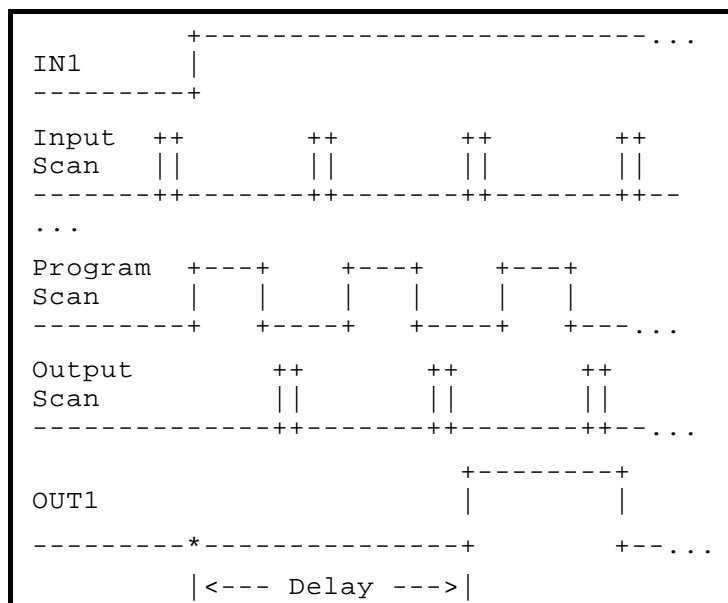 +--------------------------...
IN1      |
---------+
Input  ++       ++       ++       ++
Scan   ||       ||       ||       ||
-------++-------++-------++-------++--
...
Program  +---+    +---+    +---+
Scan     |   |    |   |    |   |
---------+   +----+   +----+   +---...
Output        ++       ++       ++
Scan          ||       ||       ||
--------------++-------++-------++--...
                         +--------+
OUT1                     |        |
---------*---------------+        +--...
         |<--- Delay --->|